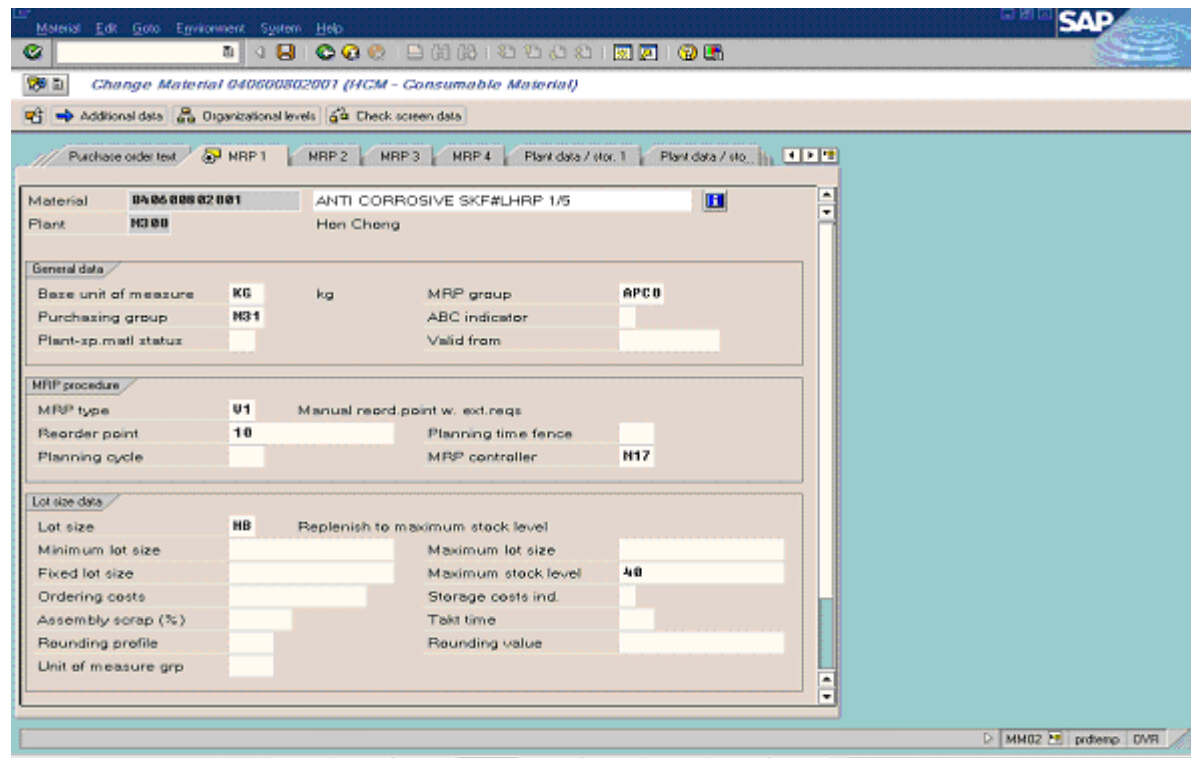 Material Edit Goto Environment System Help
SAP
Change Material 040600802001 (HCM - Consumable Material)
Additional data Organizational levels Check screen data
Purchase order text MRP 1 MRP 2 MRP 3 MRP 4 Plant data / stor. 1 Plant data / sto..
Material 040600802001 ANTI CORROSIVE SKF#LHRP 1/5
Plant Hon Chong
General data
Base unit of measure KG kg MRP group APC0
Purchasing group ABC indicator
Plant-sp.matl status Valid from
MRP procedure
MRP type V1 Manual reord.point w. ext.reqs
Reorder point 10 Planning time fence
Planning cycle MRP controller
Lot size data
Lot size HB Replenish to maximum stock level
Minimum lot size Maximum lot size
Fixed lot size Maximum stock level 40
Ordering costs Storage costs ind.
Assembly scrap (%) Takt time
Rounding profile Rounding value
Unit of measure grp
MM02 prdtemp OVR